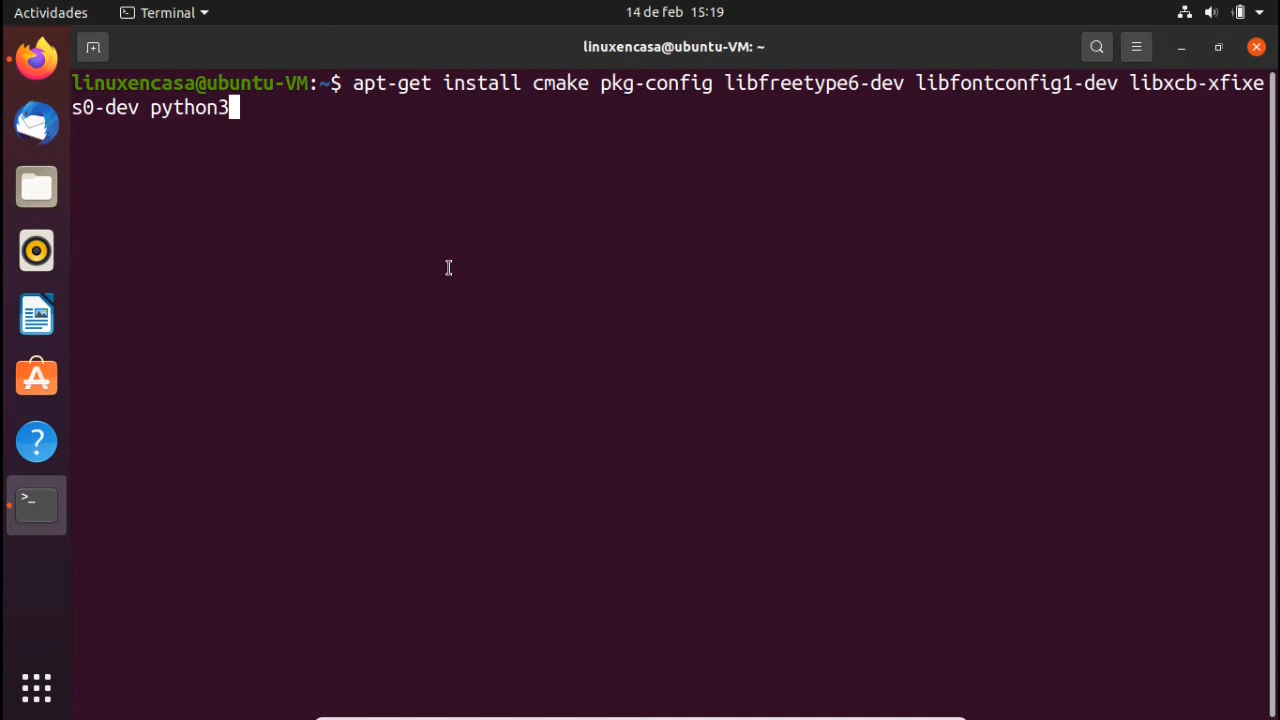 Actividades
Terminal
14 de feb 15:19
linuxencasa@ubuntu-VM: ~
linuxencasa@ubuntu-VM:~$ apt-get install cmake pkg-config libfreetype6-dev libfontconfig1-dev libxcb-xfixe
s0-dev python3